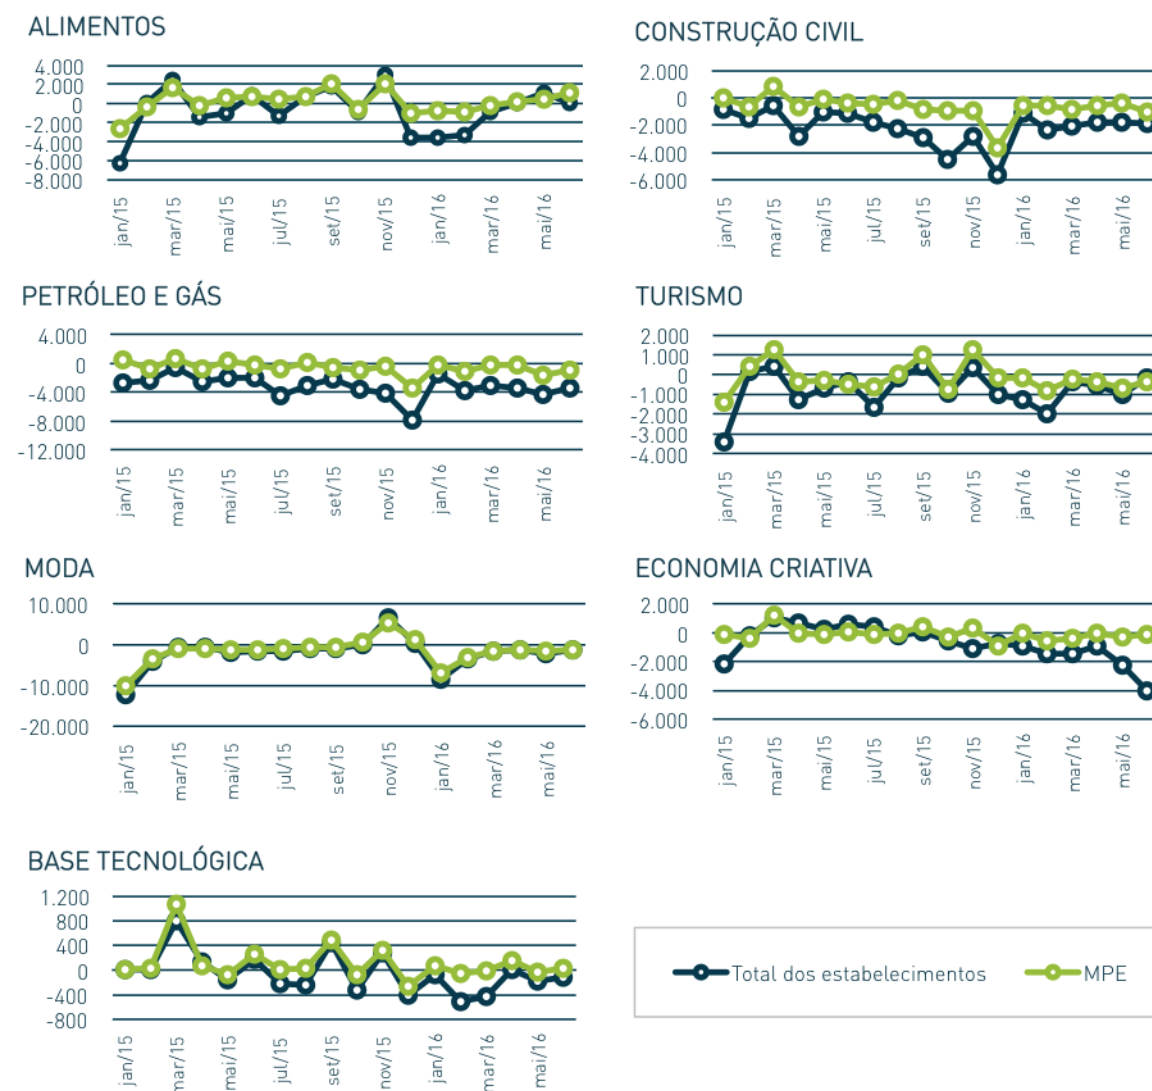 ALIMENTOS
4.000
2.000
0
-2.000
-4.000
-6.000
-8.000
jan/15
mar/15
mai/15
jul/15
set/15
nov/15
jan/16
mar/16
mai/16
CONSTRUÇÃO CIVIL
2.000
0
-2.000
-4.000
-6.000
jan/15
mar/15
mai/15
jul/15
set/15
nov/15
jan/16
mar/16
mai/16
PETRÓLEO E GÁS
4.000
0
-4.000
-8.000
-12.000
jan/15
mar/15
mai/15
jul/15
set/15
nov/15
jan/16
mar/16
mai/16
TURISMO
2.000
1.000
0
-1.000
-2.000
-3.000
-4.000
jan/15
mar/15
mai/15
jul/15
set/15
nov/15
jan/16
mar/16
mai/16
MODA
10.000
0
-10.000
-20.000
jan/15
mar/15
mai/15
jul/15
set/15
nov/15
jan/16
mar/16
mai/16
ECONOMIA CRIATIVA
2.000
0
-2.000
-4.000
-6.000
jan/15
mar/15
mai/15
jul/15
set/15
nov/15
jan/16
mar/16
mai/16
BASE TECNOLÓGICA
1.200
800
400
0
-400
-800
jan/15
mar/15
mai/15
jul/15
set/15
nov/15
jan/16
mar/16
mai/16
Total dos estabelecimentos
MPE